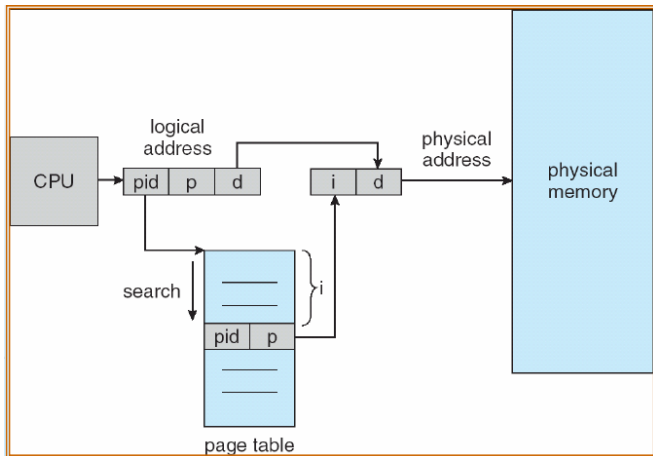 logical
address
physical
address
CPU
pid p d
i d
physical
memory
search
i
pid p
page table